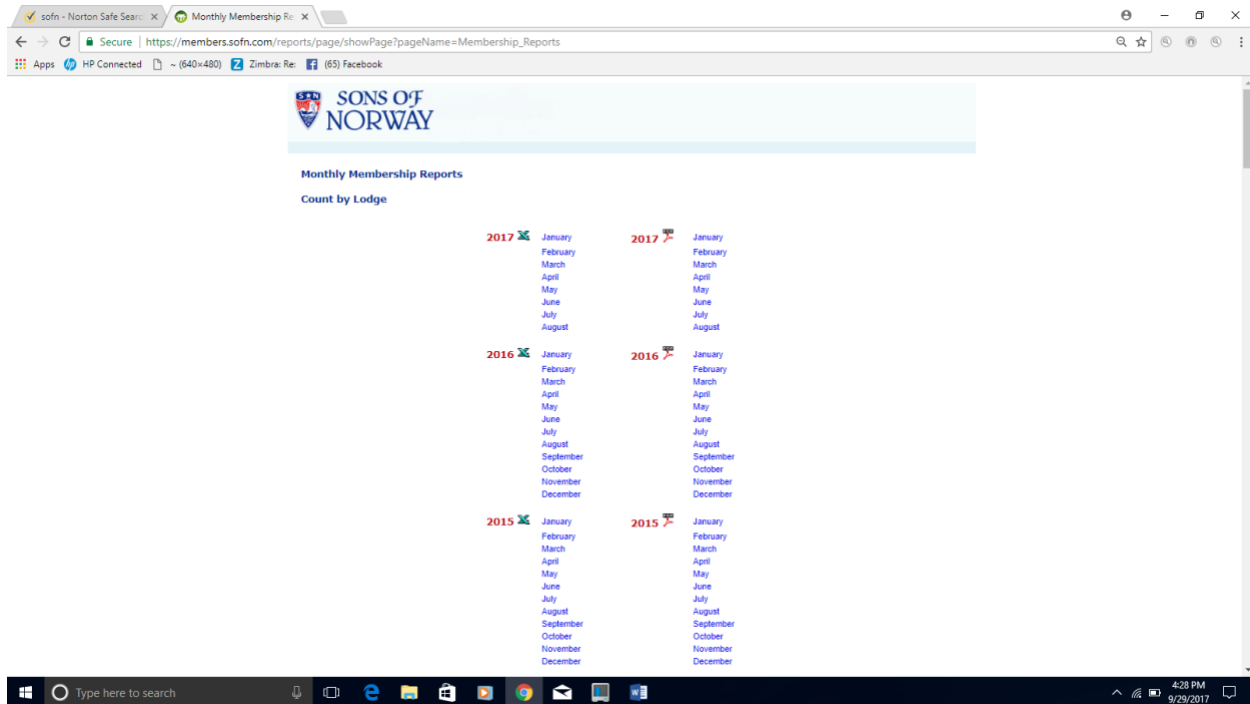 sofn - Norton Safe Searc
Monthly Membership Re
Secure | https://members.sofn.com/reports/page/showPage?pageName=Membership_Reports
Apps HP Connected ~ (640×480) Zimbra: Re: (65) Facebook
S N
SONS OF
NORWAY
Monthly Membership Reports
Count by Lodge
2017 January 2017 January
February February
March March
April April
May May
June June
July July
August August
2016 January 2016 January
February February
March March
April April
May May
June June
July July
August August
September September
October October
November November
December December
2015 January 2015 January
February February
March March
April April
May May
June June
July July
August August
September September
October October
November November
December December
Type here to search
4:28 PM
9/29/2017